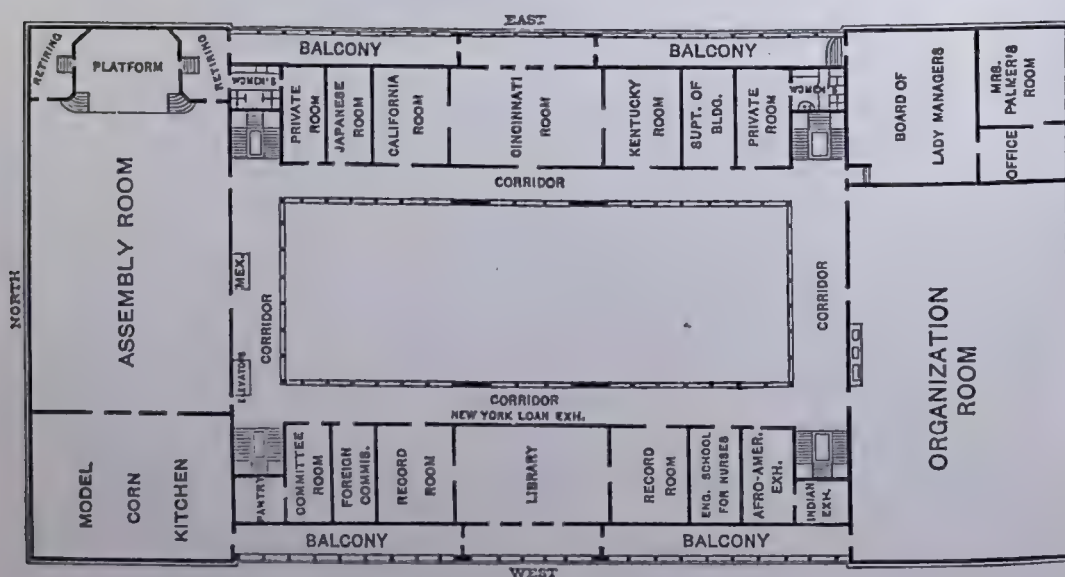 EAST
RETIRING
PLATFORM
RETIRING
BALCONY
BALCONY
PRIVATE
ROOM
JAPANESE
ROOM
CALIFORNIA
ROOM
CINCINNATI
ROOM
KENTUCKY
ROOM
SUPT. OF
BLDG.
PRIVATE
ROOM
BOARD OF
LADY MANAGERS
MRS.
PALMER'S
ROOM
OFFICE
CORRIDOR
NORTH
ASSEMBLY ROOM
MEX.
CORRIDOR
CORRIDOR
CORRIDOR
NEW YORK LOAN EXH.
ORGANIZATION
ROOM
MODEL
CORN
KITCHEN
PANTRY
COMMITTEE
ROOM
FOREIGN
COMMIS.
RECORD
ROOM
LIBRARY
RECORD
ROOM
ENG. SCHOOL
FOR NURSES
AFRO-AMER.
EXH.
INDIAN
EXH.
BALCONY
BALCONY
WEST